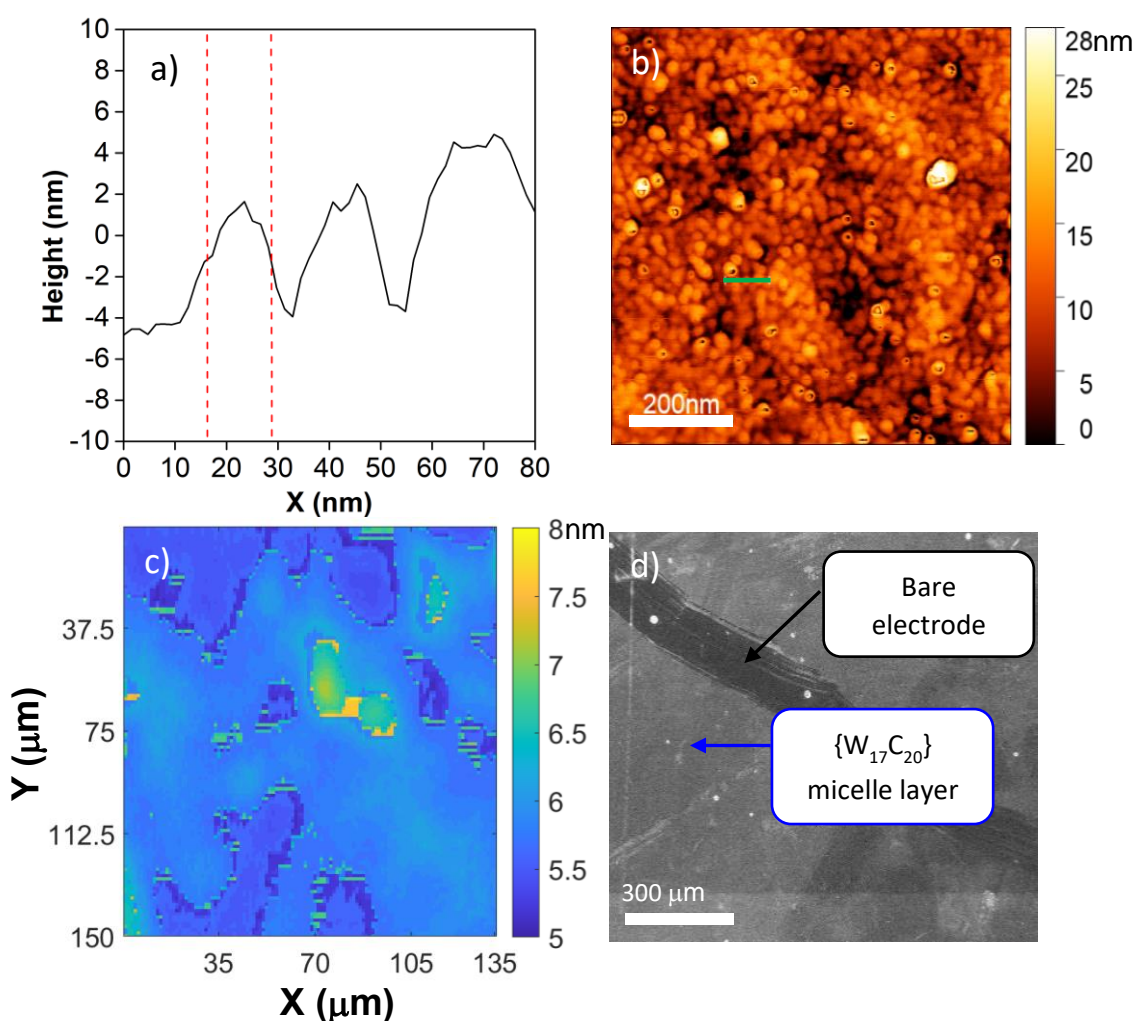 a)
10
8
6
4
2
0
-2
-4
-6
-8
-10
Height (nm)
0 10 20 30 40 50 60 70 80
X (nm)
b)
200nm
28nm
20
15
10
5
0
c)
37.5
75
112.5
150
Y (μm)
35 70 105 135
X (μm)
8nm
7.5
7
6.5
6
5.5
5
d)
Bare
electrode
{W₁₇C₂₀}
micelle layer
300 μm